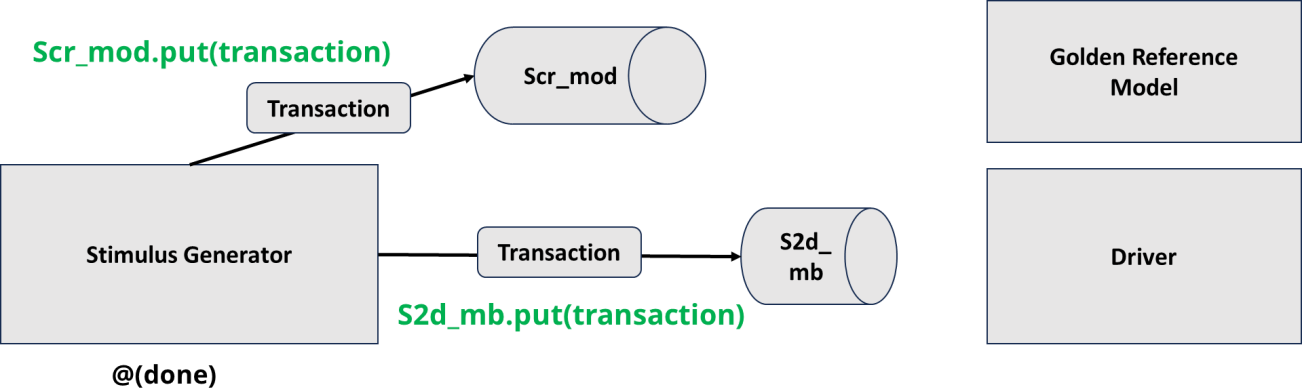 Scr_mod.put(transaction)
Scr_mod
Golden Reference
Model
Transaction
Stimulus Generator
Transaction
S2d_
mb
Driver
S2d_mb.put(transaction)
@(done)